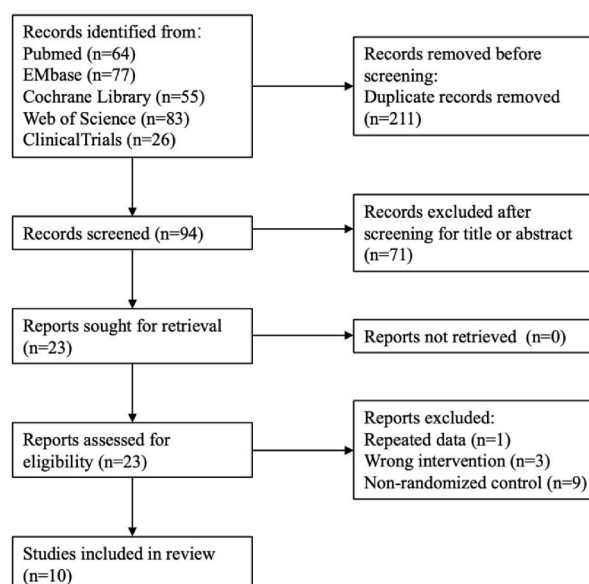 Records identified from:
Pubmed (n=64)
EMbase (n=77)
Cochrane Library (n=55)
Web of Science (n=83)
ClinicalTrials (n=26)
Records removed before
screening:
Duplicate records removed
(n=211)
Records screened (n=94)
Records excluded after
screening for title or abstract
(n=71)
Reports sought for retrieval
(n=23)
Reports not retrieved (n=0)
Reports assessed for
eligibility (n=23)
Reports excluded:
Repeated data (n=1)
Wrong intervention (n=3)
Non-randomized control (n=9)
Studies included in review
(n=10)